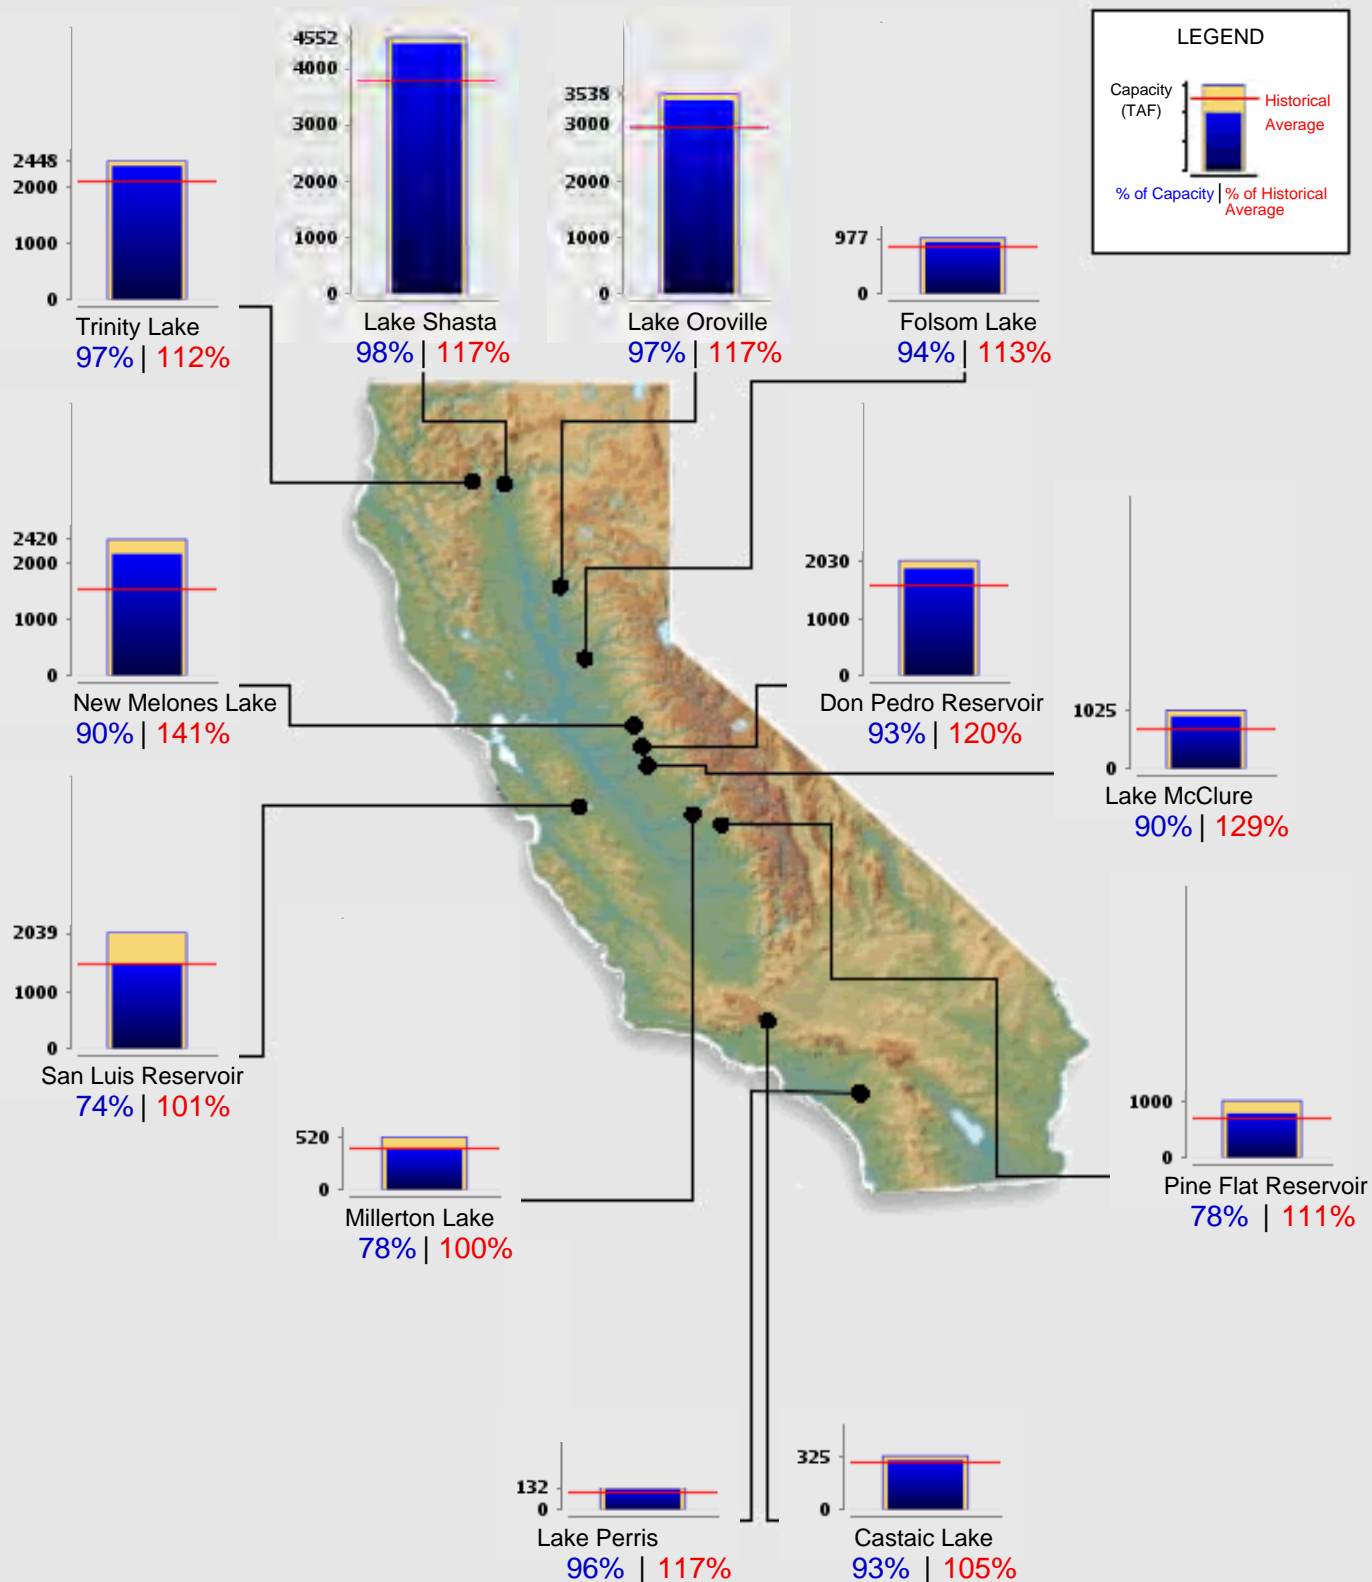 LEGEND
Capacity
(TAF)
Historical
Average
% of Capacity | % of Historical
Average
2448
2000
1000
0
Trinity Lake
97% | 112%
4552
4000
3000
2000
1000
0
Lake Shasta
98% | 117%
3538
3000
2000
1000
0
Lake Oroville
97% | 117%
977
0
Folsom Lake
94% | 113%
2420
2000
1000
0
New Melones Lake
90% | 141%
2030
1000
0
Don Pedro Reservoir
93% | 120%
1025
0
Lake McClure
90% | 129%
2039
1000
0
San Luis Reservoir
74% | 101%
520
0
Millerton Lake
78% | 100%
1000
0
Pine Flat Reservoir
78% | 111%
132
0
Lake Perris
96% | 117%
325
0
Castaic Lake
93% | 105%